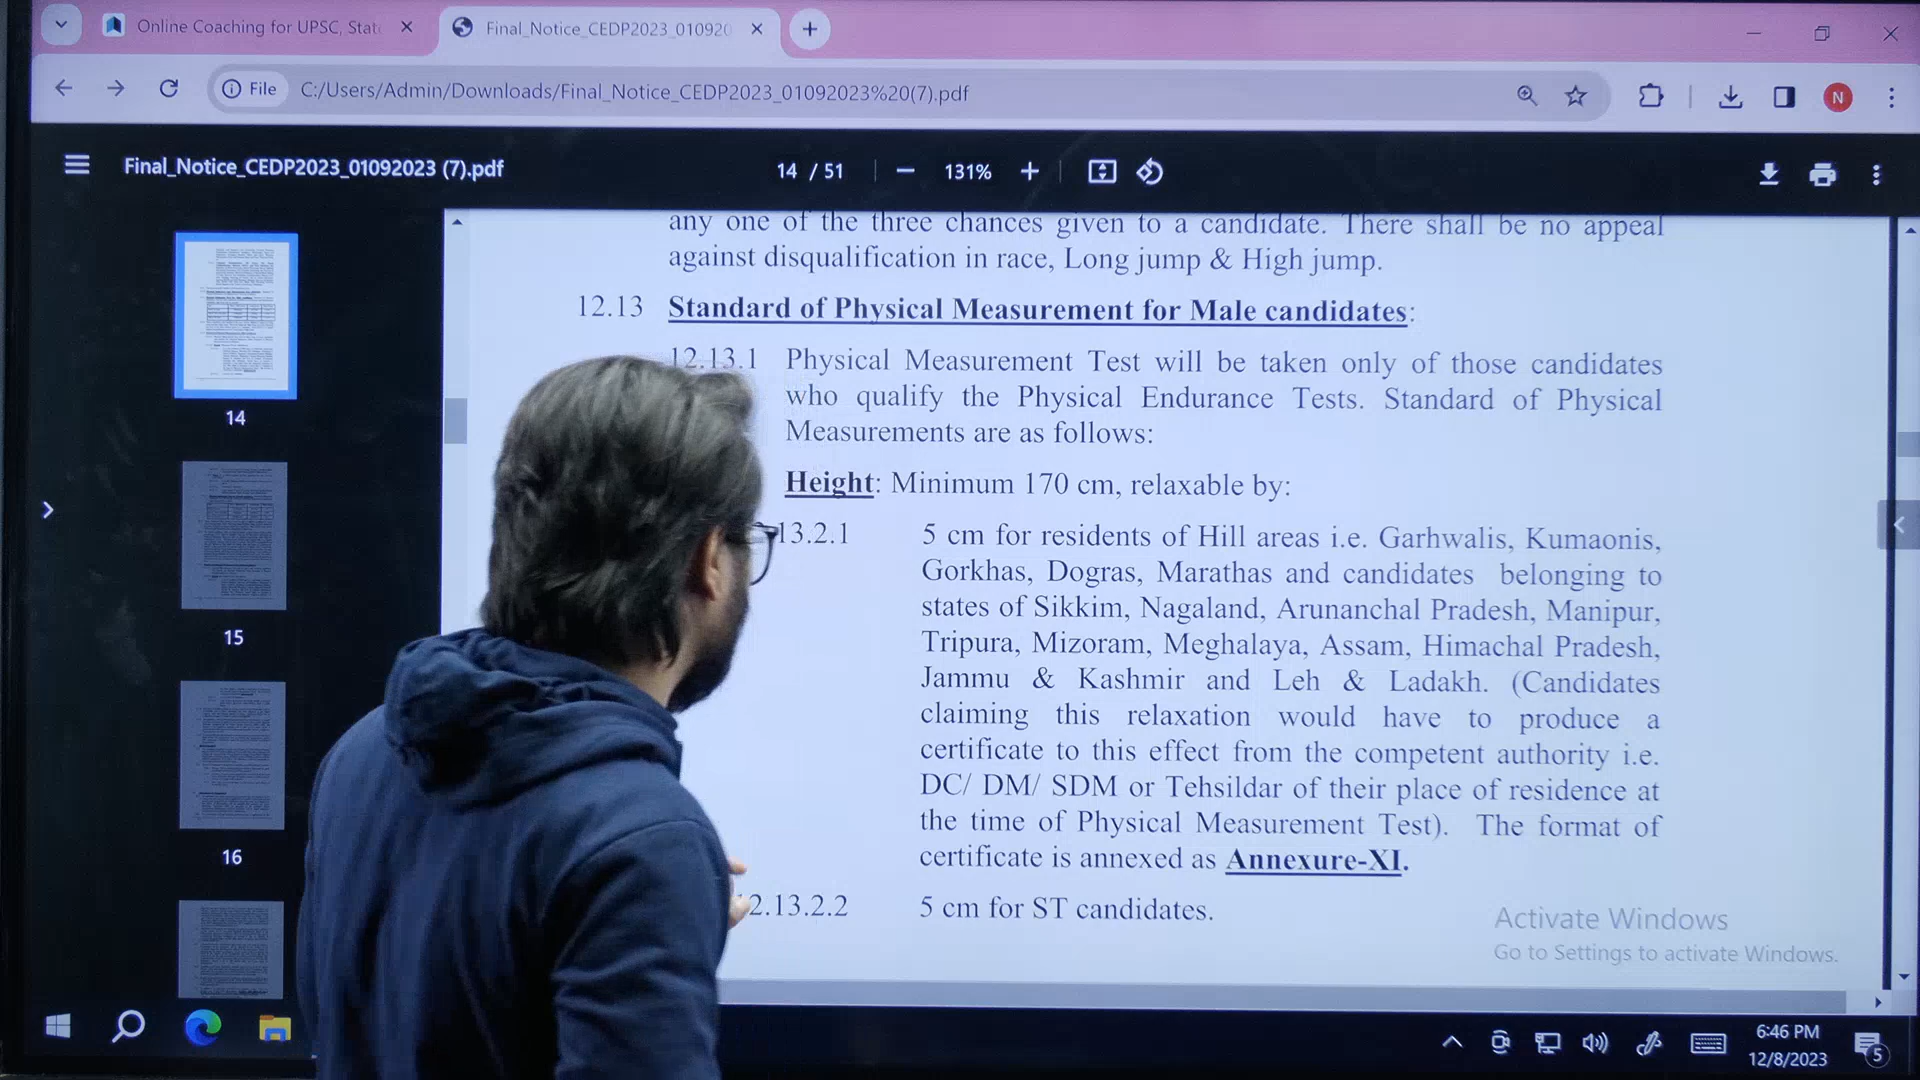 Online Coaching for UPSC, Stat
Final_Notice_CEDP2023_010920
File
C:/Users/Admin/Downloads/Final_Notice_CEDP2023_01092023%20(7).pdf
N
Final_Notice_CEDP2023_01092023 (7).pdf
14 / 51
131%
any one of the three chances given to a candidate. There shall be no appeal
against disqualification in race, Long jump & High jump.
12.13 Standard of Physical Measurement for Male candidates:
12.13.1 Physical Measurement Test will be taken only of those candidates
who qualify the Physical Endurance Tests. Standard of Physical
Measurements are as follows:
Height: Minimum 170 cm, relaxable by:
13.2.1 5 cm for residents of Hill areas i.e. Garhwalis, Kumaonis,
Gorkhas, Dogras, Marathas and candidates belonging to
states of Sikkim, Nagaland, Arunanchal Pradesh, Manipur,
Tripura, Mizoram, Meghalaya, Assam, Himachal Pradesh,
Jammu & Kashmir and Leh & Ladakh. (Candidates
claiming this relaxation would have to produce a
certificate to this effect from the competent authority i.e.
DC/ DM/ SDM or Tehsildar of their place of residence at
the time of Physical Measurement Test). The format of
certificate is annexed as Annexure-XI.
2.13.2.2 5 cm for ST candidates.
14
15
16
Activate Windows
Go to Settings to activate Windows.
6:46 PM
12/8/2023
5